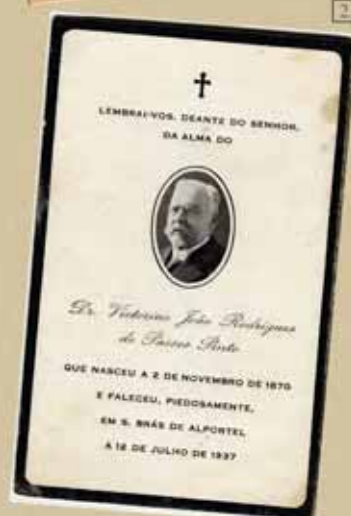 2
LEMBRAI-VOS, DEANTE DO SENHOR,
DA ALMA DO
Dr. Victorino João Rodrigues
de Passos Pinto
QUE NASCEU A 2 DE NOVEMBRO DE 1870
E FALECEU, PIEDOSAMENTE,
EM S. BRÁS DE ALPORTEL
A 12 DE JULHO DE 1937